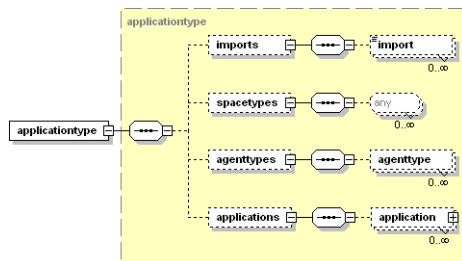 applicationtype
imports
import
0..∞
spacetypes
any
0..∞
applicationtype
agenttypes
agenttype
0..∞
applications
application
0..∞